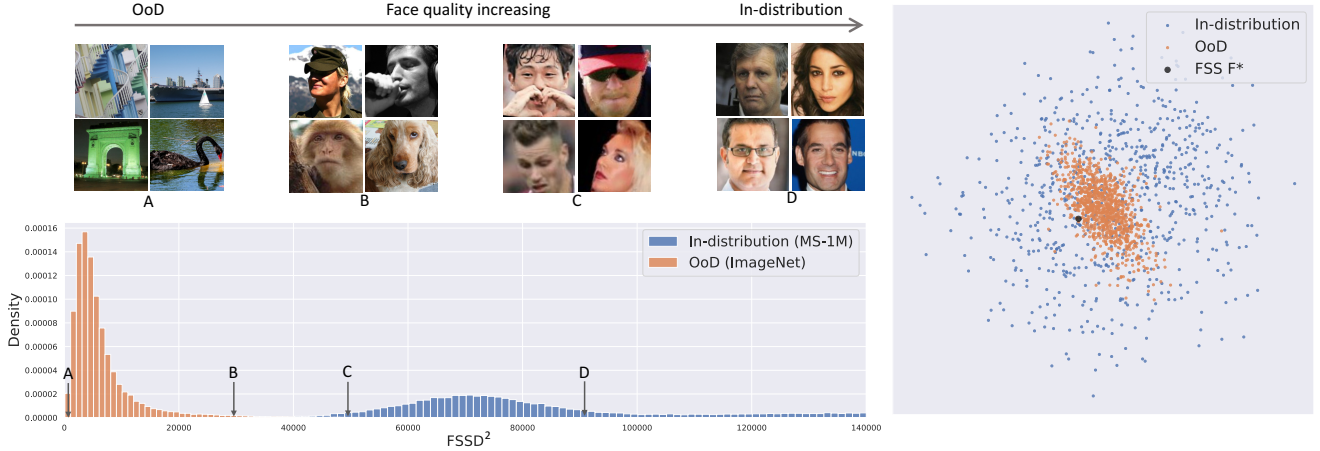 OoD Face quality increasing In-distribution
A B C D
In-distribution
OoD
FSS F*
In-distribution (MS-1M)
OoD (ImageNet)
Density
0.00016
0.00014
0.00012
0.00010
0.00008
0.00006
0.00004
0.00002
0.00000
A B C D
0 20000 40000 60000 80000 100000 120000 140000
FSSD²